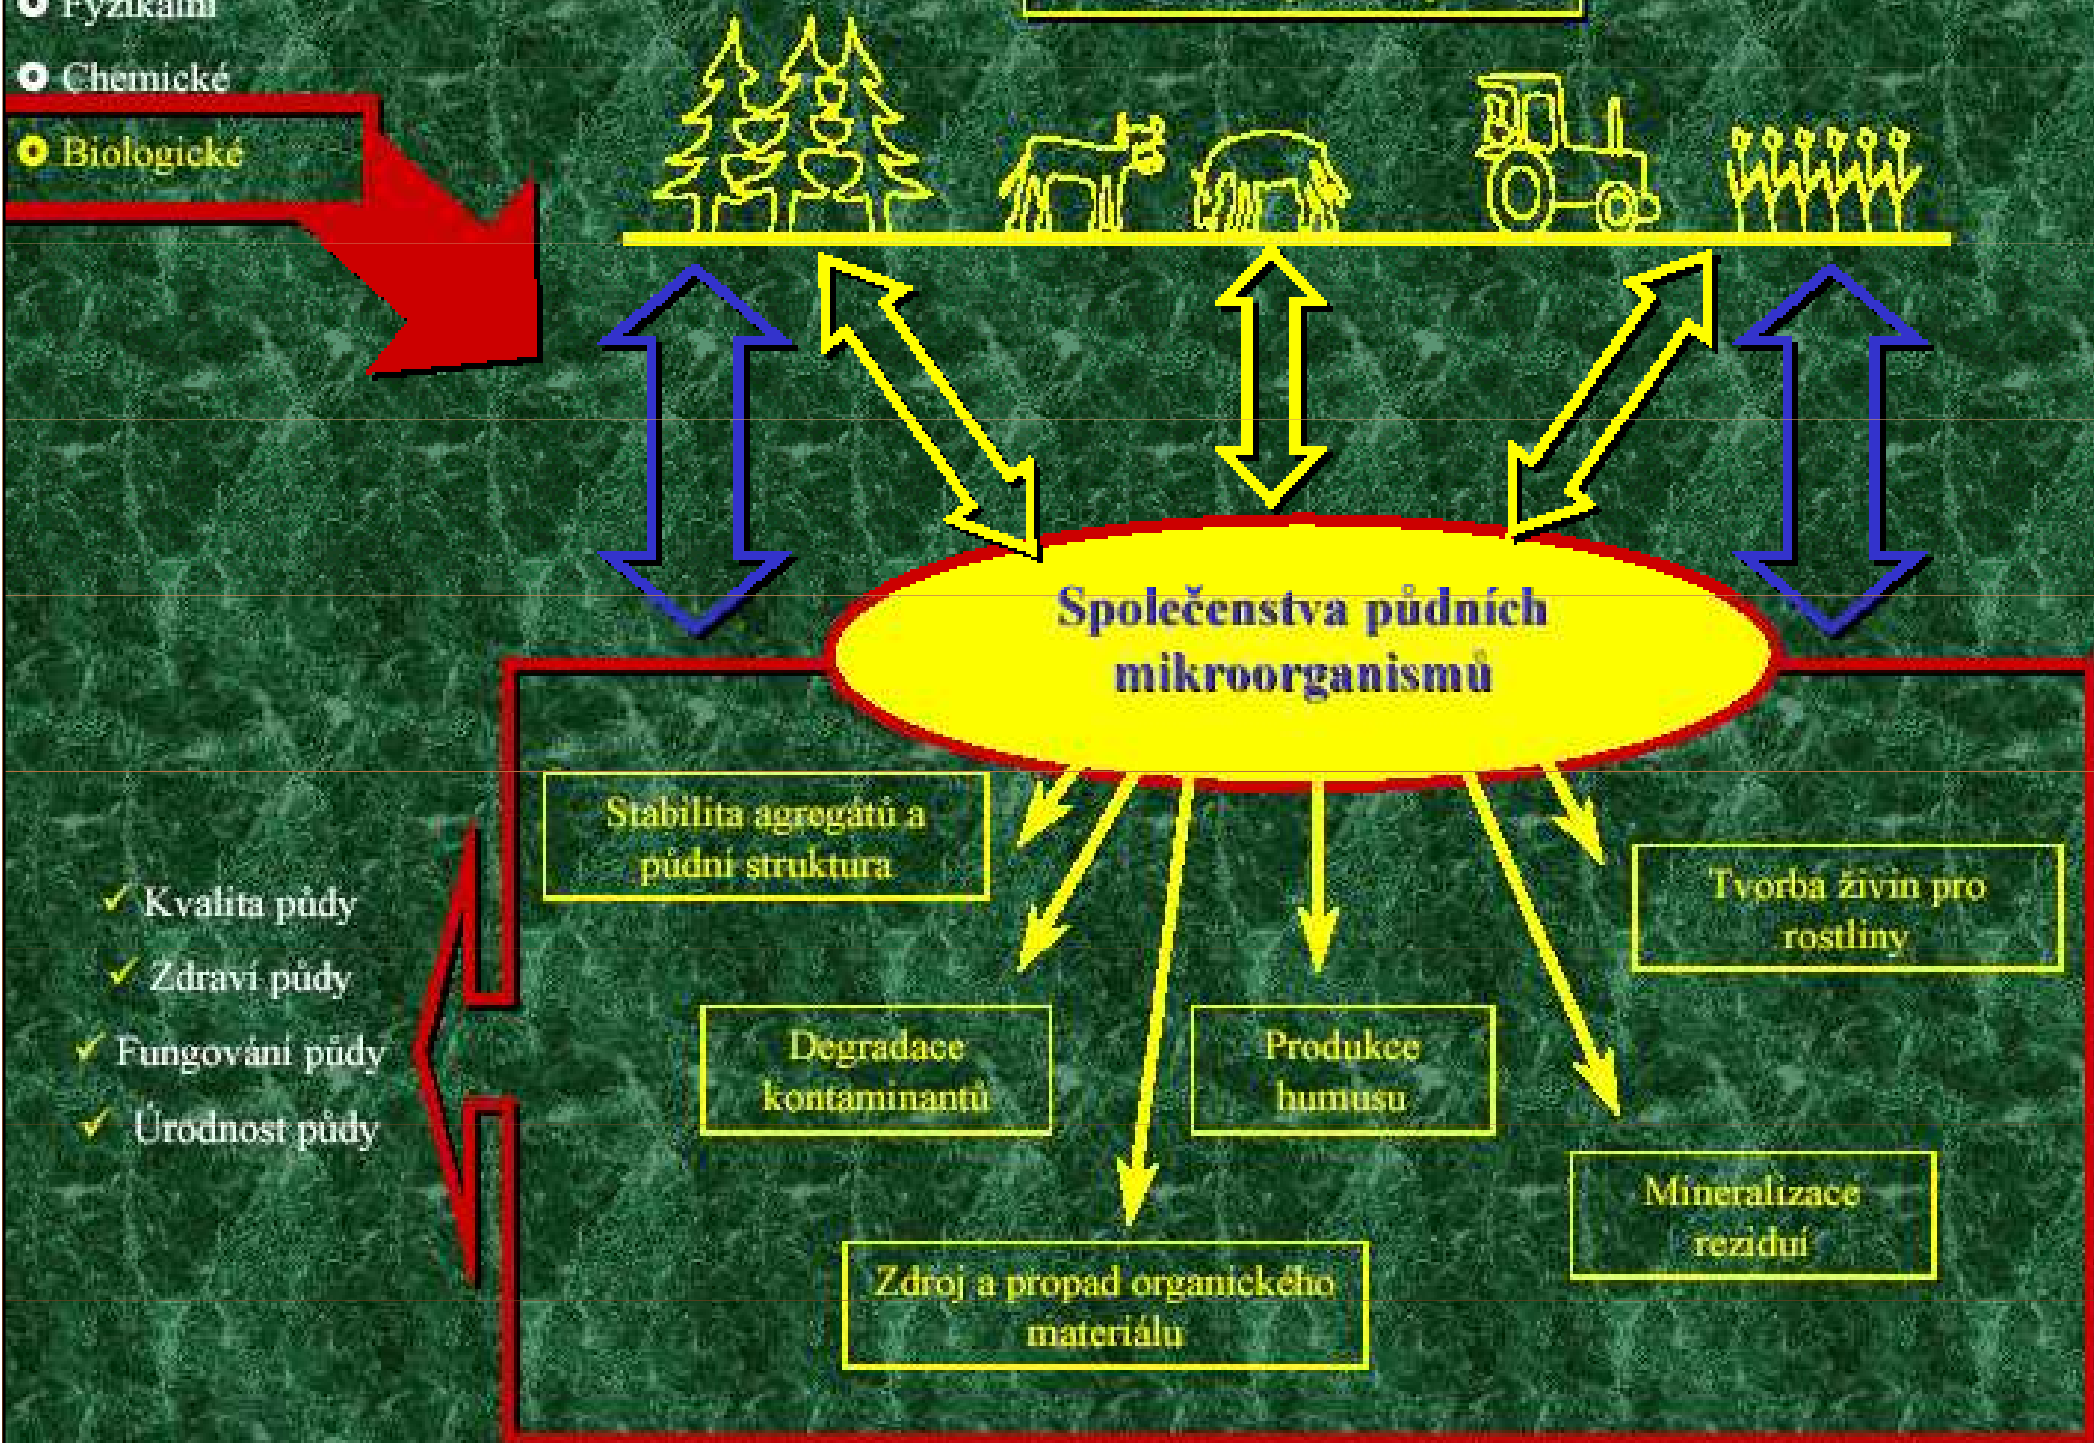 Fyzikální
Chemické
Biologické
Společenstva půdních
mikroorganismů
Stabilita agregátů a
půdní struktura
Tvorba živin pro
rostliny
Kvalita půdy
Zdraví půdy
Fungování půdy
Úrodnost půdy
Degradace
kontaminantů
Produkce
humusu
Mineralizace
reziduí
Zdroj a propad organického
materiálu